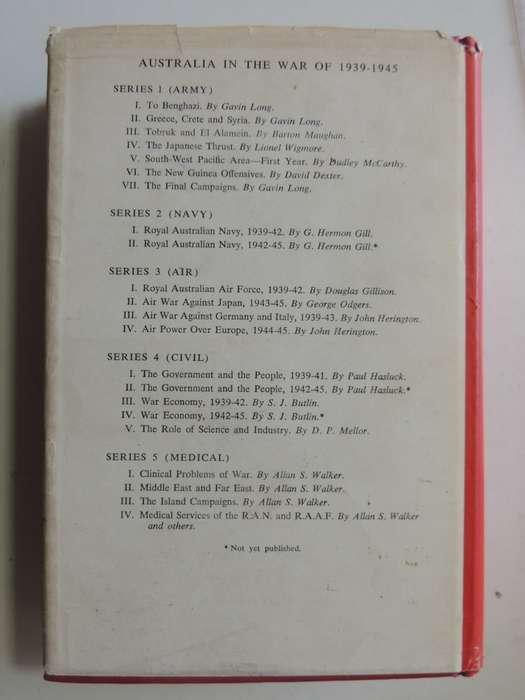 AUSTRALIA IN THE WAR OF 1939-1945
SERIES 1 (ARMY)
I. To Benghazi. By Gavin Long.
II. Greece, Crete and Syria. By Gavin Long.
III. Tobruk and El Alamein. By Barton Maughan.
IV. The Japanese Thrust. By Lionel Wigmore.
V. South-West Pacific Area—First Year. By Dudley McCarthy.
VI. The New Guinea Offensives. By David Dexter.
VII. The Final Campaigns. By Gavin Long.
SERIES 2 (NAVY)
I. Royal Australian Navy, 1939-42. By G. Hermon Gill.
II. Royal Australian Navy, 1942-45. By G. Hermon Gill.*
SERIES 3 (AIR)
I. Royal Australian Air Force, 1939-42. By Douglas Gillison.
II. Air War Against Japan, 1943-45. By George Odgers.
III. Air War Against Germany and Italy, 1939-43. By John Herington.
IV. Air Power Over Europe, 1944-45. By John Herington.
SERIES 4 (CIVIL)
I. The Government and the People, 1939-41. By Paul Hasluck.
II. The Government and the People, 1942-45. By Paul Hasluck.*
III. War Economy, 1939-42. By S. J. Butlin.
IV. War Economy, 1942-45. By S. J. Butlin.*
V. The Role of Science and Industry. By D. P. Mellor.
SERIES 5 (MEDICAL)
I. Clinical Problems of War. By Allan S. Walker.
II. Middle East and Far East. By Allan S. Walker.
III. The Island Campaigns. By Allan S. Walker.
IV. Medical Services of the R.A.N. and R.A.A.F. By Allan S. Walker
and others.
* Not yet published.